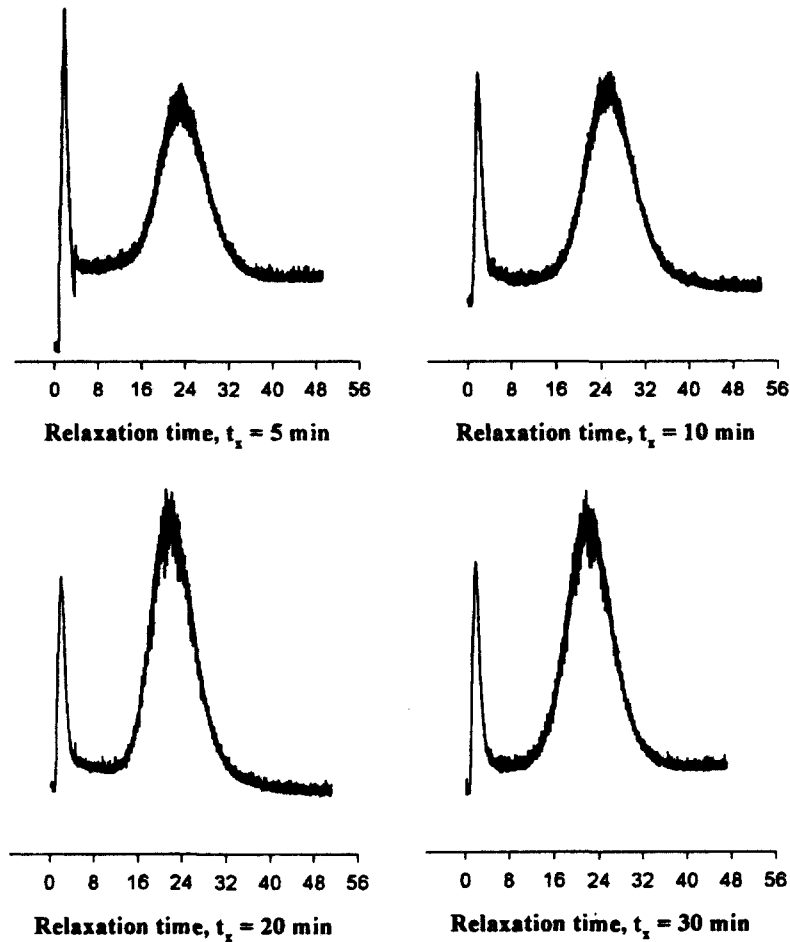 0 8 16 24 32 40 48 56
Relaxation time, tx = 5 min
0 8 16 24 32 40 48 56
Relaxation time, tx = 10 min
0 8 16 24 32 40 48 56
Relaxation time, tx = 20 min
0 8 16 24 32 40 48 56
Relaxation time, tx = 30 min